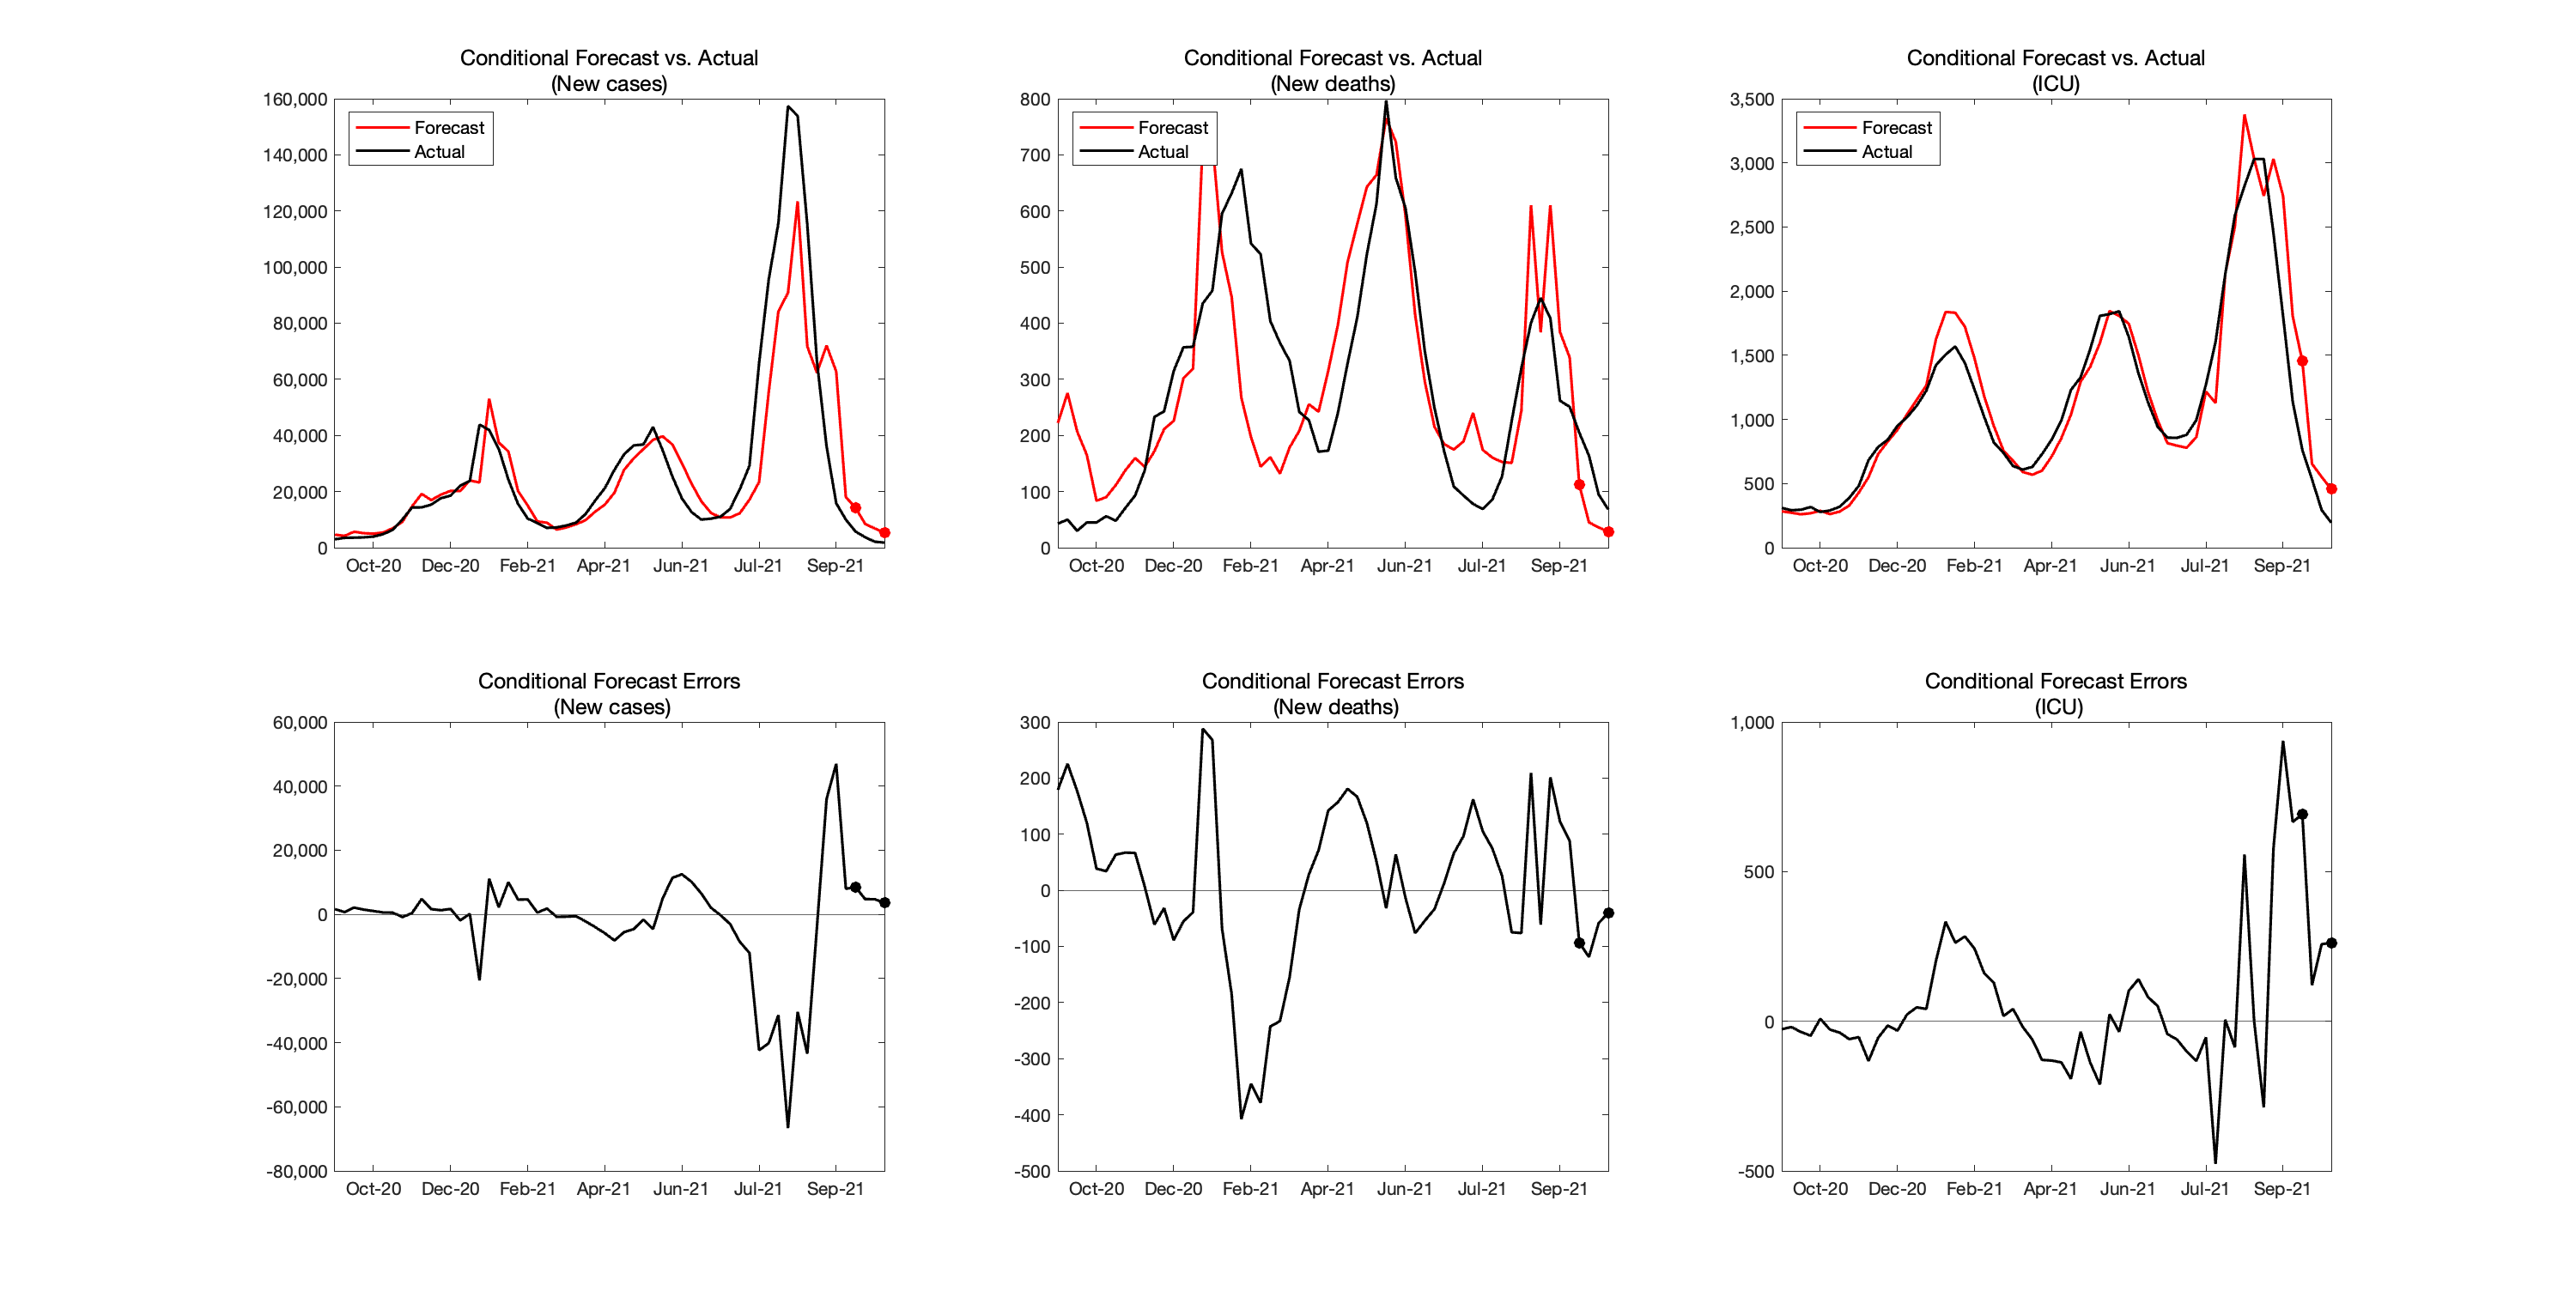 Conditional Forecast vs. Actual
(New cases)
160,000
140,000
120,000
100,000
80,000
60,000
40,000
20,000
0
Forecast
Actual
Oct-20 Dec-20 Feb-21 Apr-21 Jun-21 Jul-21 Sep-21
Conditional Forecast vs. Actual
(New deaths)
800
700
600
500
400
300
200
100
0
Forecast
Actual
Oct-20 Dec-20 Feb-21 Apr-21 Jun-21 Jul-21 Sep-21
Conditional Forecast vs. Actual
(ICU)
3,500
3,000
2,500
2,000
1,500
1,000
500
0
Forecast
Actual
Oct-20 Dec-20 Feb-21 Apr-21 Jun-21 Jul-21 Sep-21
Conditional Forecast Errors
(New cases)
60,000
40,000
20,000
0
-20,000
-40,000
-60,000
-80,000
Oct-20 Dec-20 Feb-21 Apr-21 Jun-21 Jul-21 Sep-21
Conditional Forecast Errors
(New deaths)
300
200
100
0
-100
-200
-300
-400
-500
Oct-20 Dec-20 Feb-21 Apr-21 Jun-21 Jul-21 Sep-21
Conditional Forecast Errors
(ICU)
1,000
500
0
-500
Oct-20 Dec-20 Feb-21 Apr-21 Jun-21 Jul-21 Sep-21